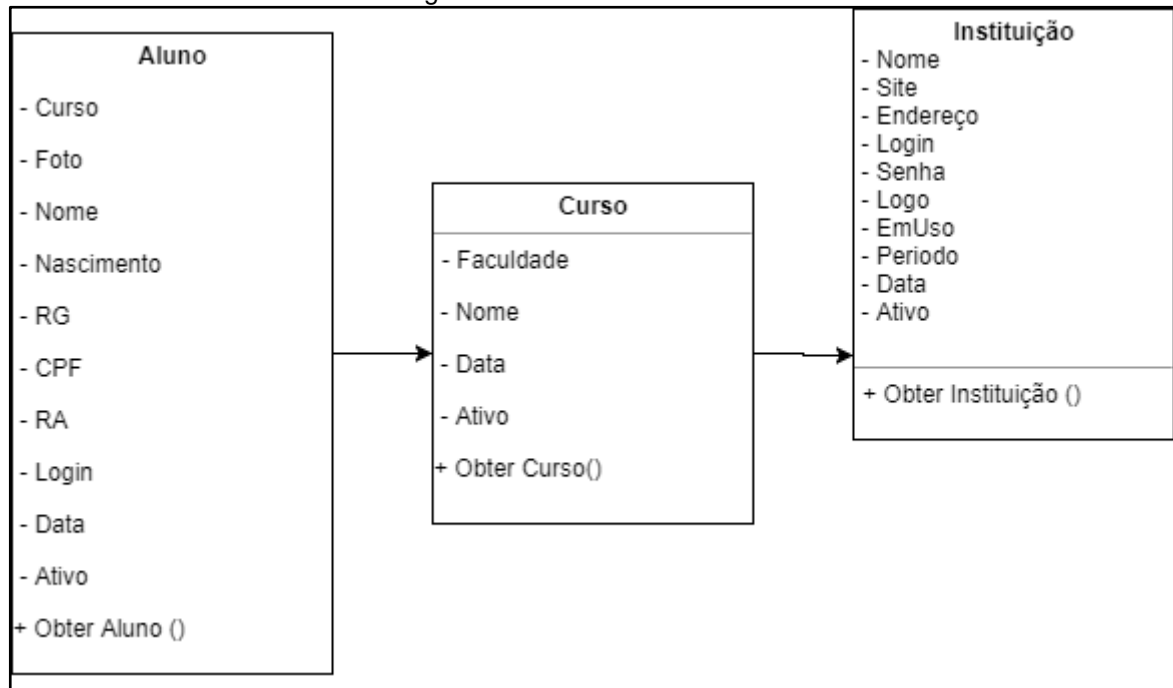 Aluno
- Curso
- Foto
- Nome
- Nascimento
- RG
- CPF
- RA
- Login
- Data
- Ativo
+ Obter Aluno ()
Curso
- Faculdade
- Nome
- Data
- Ativo
+ Obter Curso()
Instituição
- Nome
- Site
- Endereço
- Login
- Senha
- Logo
- EmUso
- Periodo
- Data
- Ativo
+ Obter Instituição ()